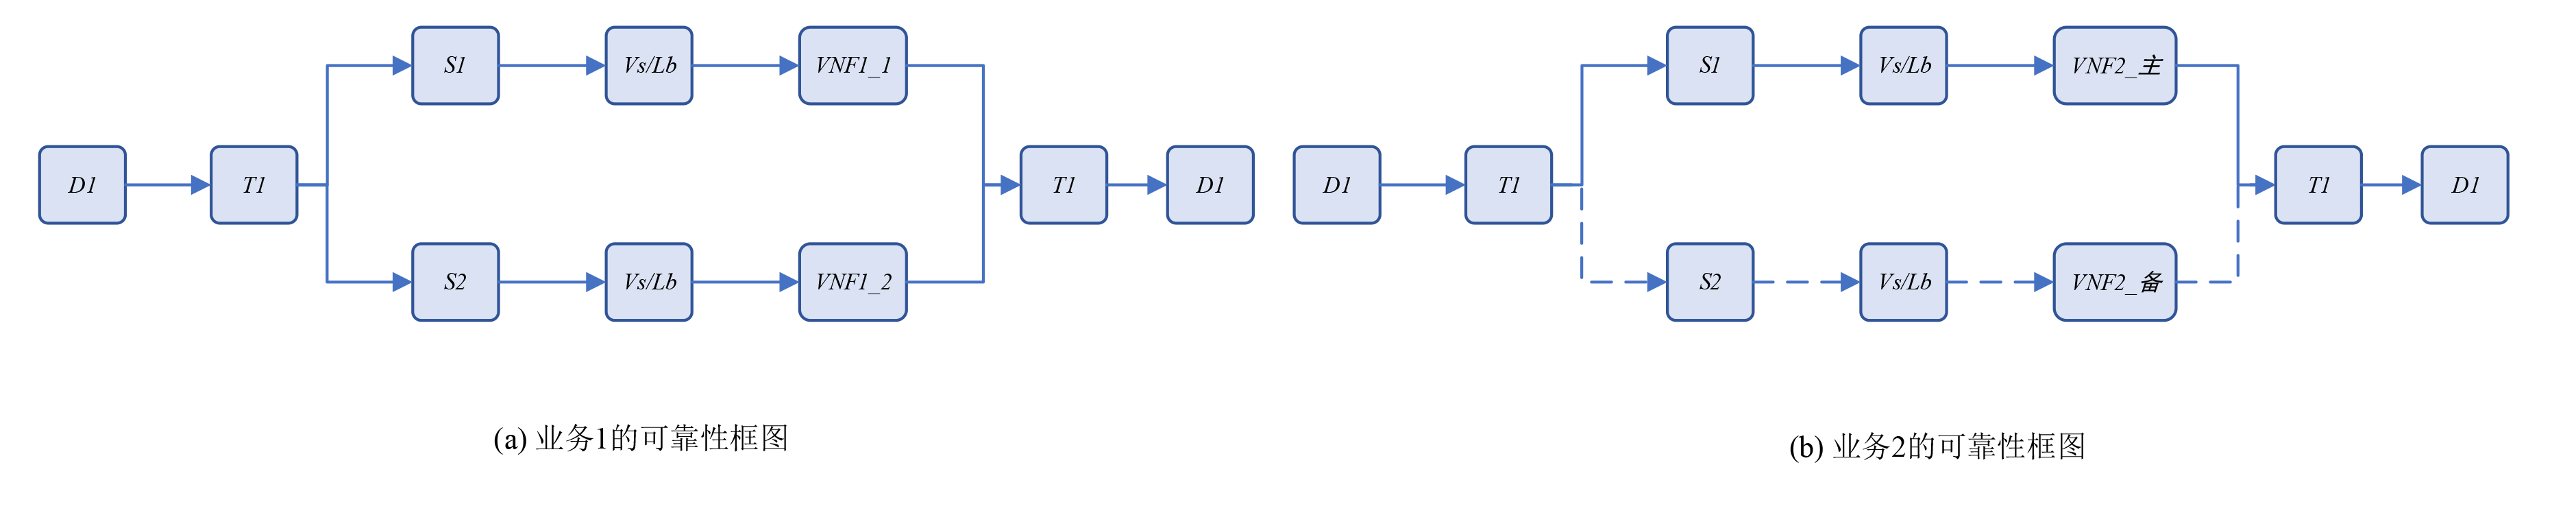 S1
Vs/Lb
VNF1_1
D1
T1
T1
D1
S2
Vs/Lb
VNF1_2
(a) 业务1的可靠性框图
S1
Vs/Lb
VNF2_主
D1
T1
T1
D1
S2
Vs/Lb
VNF2_备
(b) 业务2的可靠性框图